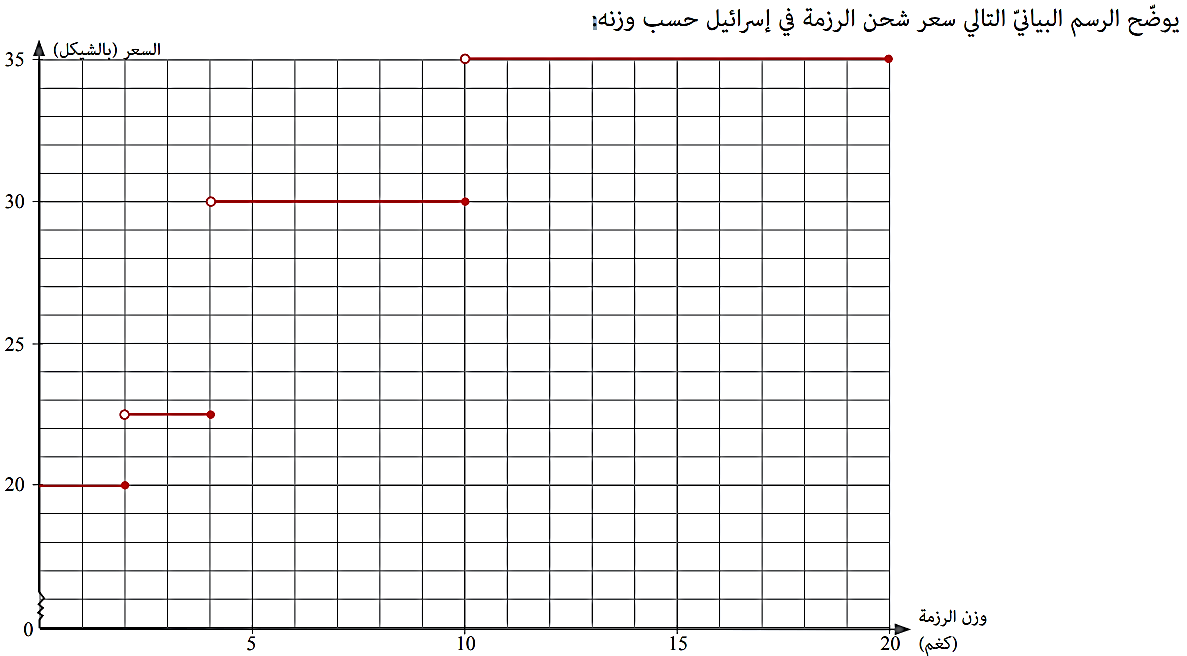 يوضّح الرسم البيانيّ التالي سعر شحن الرزمة في إسرائيل حسب وزنه:
السعر (بالشيكل)
35
30
25
20
0
5
10
15
20
وزن الرزمة
(كغم)